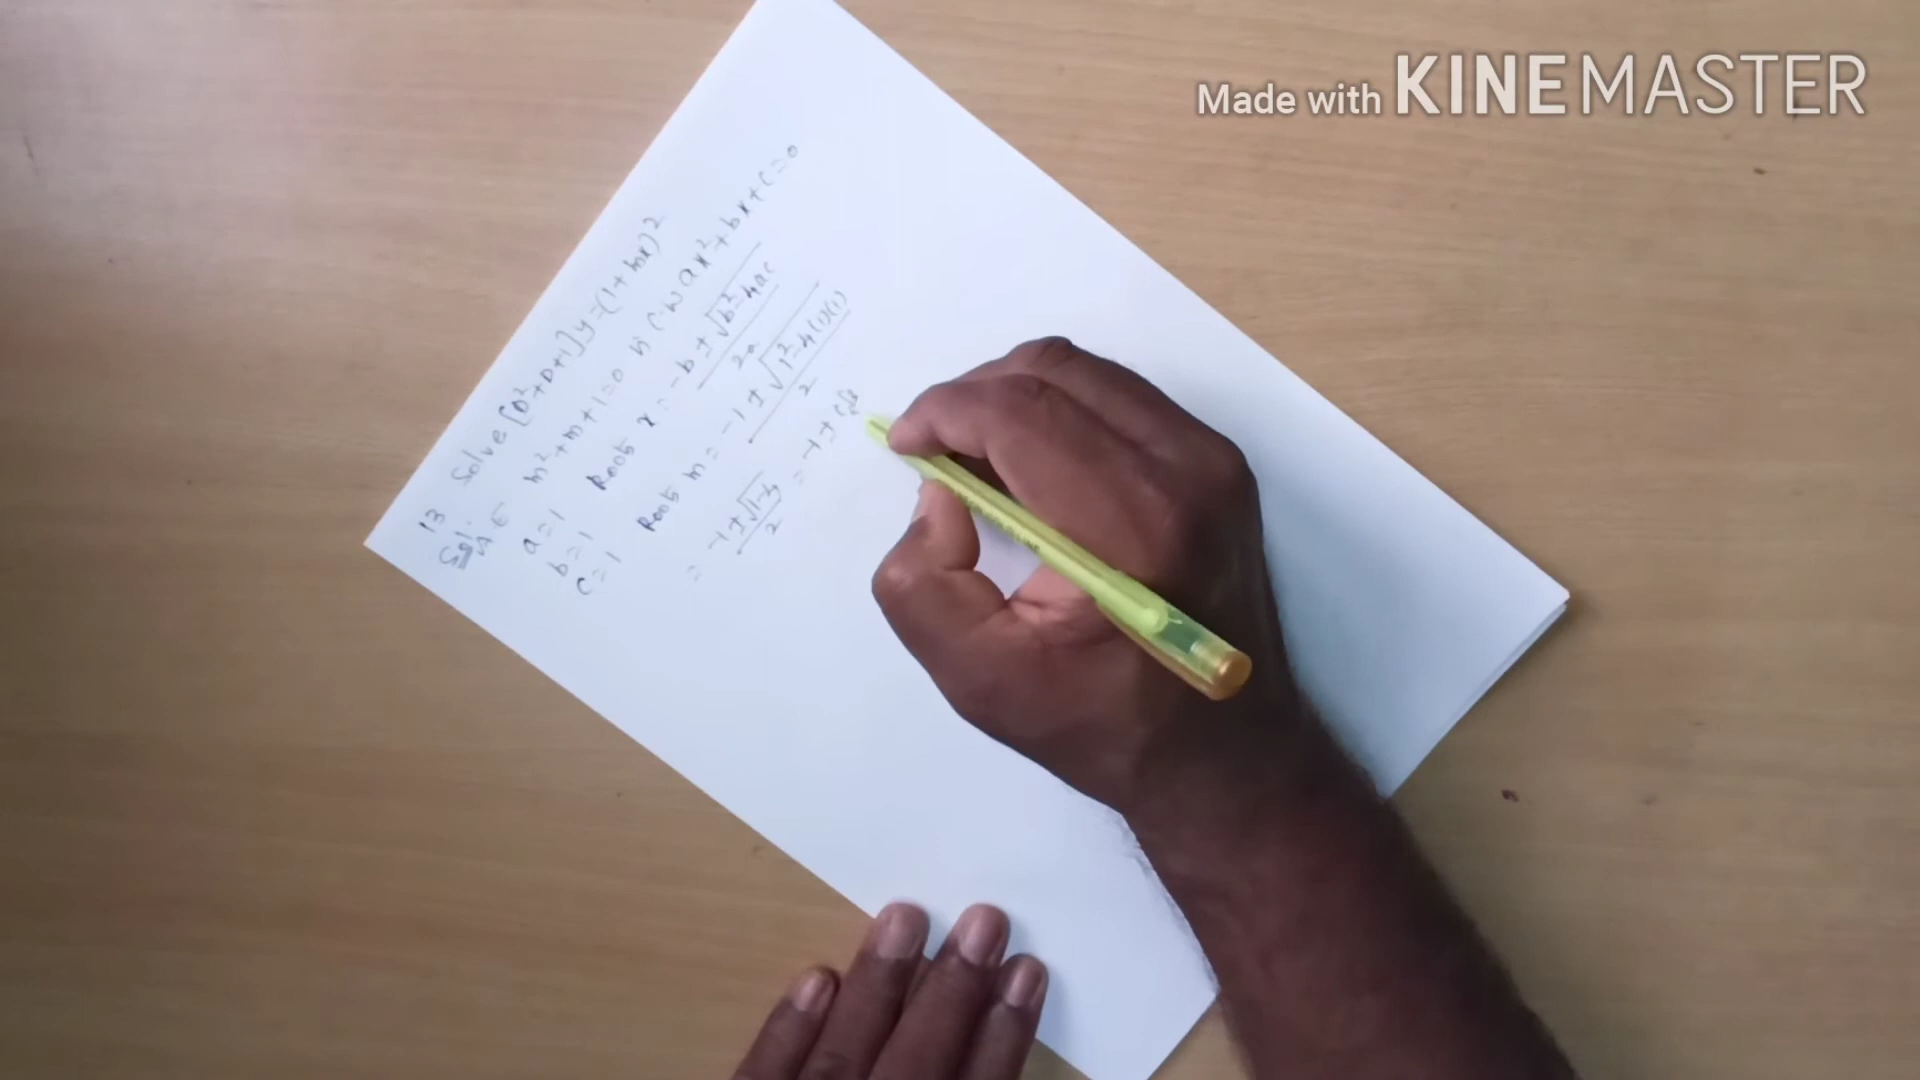 Made with KINEMASTER
13 Solve [D²+D+1]y=(1+mx)2
Sol. A E m²+m+1=0 is c.w ax²+bx+c=0
a=1
b=1
c=1
Roots x = -b ± √b²-4ac / 2a
Roots m = -1 ± √1²-4(1)(1) / 2
= -1 ± √1-4 / 2 = -1 ±